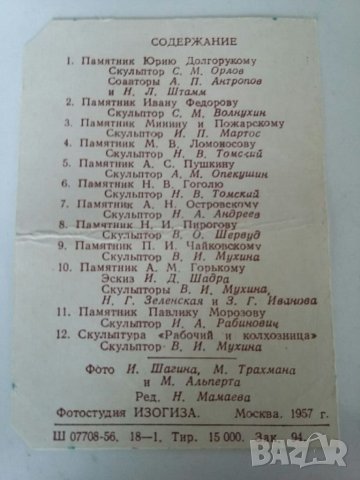 СОДЕРЖАНИЕ
1. Памятник Юрию Долгорукому
Скульптор С. М. Орлов
Соавторы А. П. Антропов
и Н. Л. Штамм
2. Памятник Ивану Федорову
Скульптор С. М. Волнухин
3. Памятник Минину и Пожарскому
Скульптор И. П. Мартос
4. Памятник М. В. Ломоносову
Скульптор Н. В. Томский
5. Памятник А. С. Пушкину
Скульптор А. М. Опекушин
6. Памятник Н. В. Гоголю
Скульптор Н. В. Томский
7. Памятник А. Н. Островскому
Скульптор Н. А. Андреев
8. Памятник Н. И. Пирогову
Скульптор В. О. Шервуд
9. Памятник П. И. Чайковскому
Скульптор В. И. Мухина
10. Памятник А. М. Горькому
Эскиз И. Д. Шадра
Скульпторы В. И. Мухина,
Н. Г. Зеленская и З. Г. Иванова
11. Памятник Павлику Морозову
Скульптор И. А. Рабинович
12. Скульптура «Рабочий и колхозница»
Скульптор В. И. Мухина
Фото И. Шагина, М. Трахмана
и М. Альперта
Ред. Н. Мамаева
Фотостудия ИЗОГИЗА. Москва. 1957 г.
Ш 07708-56. 18—1. Тир. 15 000. Зак. 94.
bazar.bg